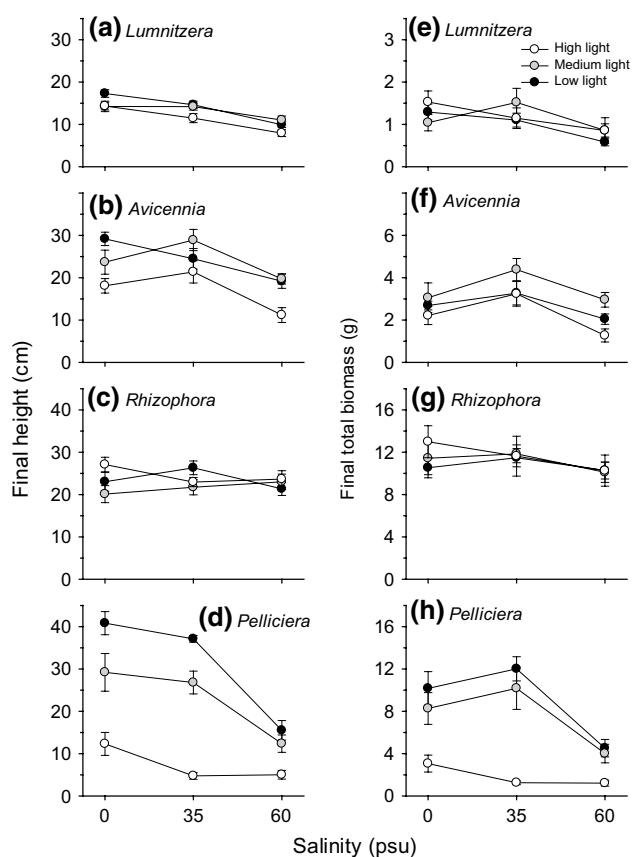 (a) Lumnitzera
30
20
10
0
(e) Lumnitzera
High light
Medium light
Low light
3
2
1
0
(b) Avicennia
30
20
10
0
(f) Avicennia
6
4
2
0
Final height (cm)
Final total biomass (g)
(c) Rhizophora
40
30
20
10
0
(g) Rhizophora
16
12
8
4
0
(d) Pelliciera
40
30
20
10
0
0 35 60
(h) Pelliciera
16
12
8
4
0
0 35 60
Salinity (psu)